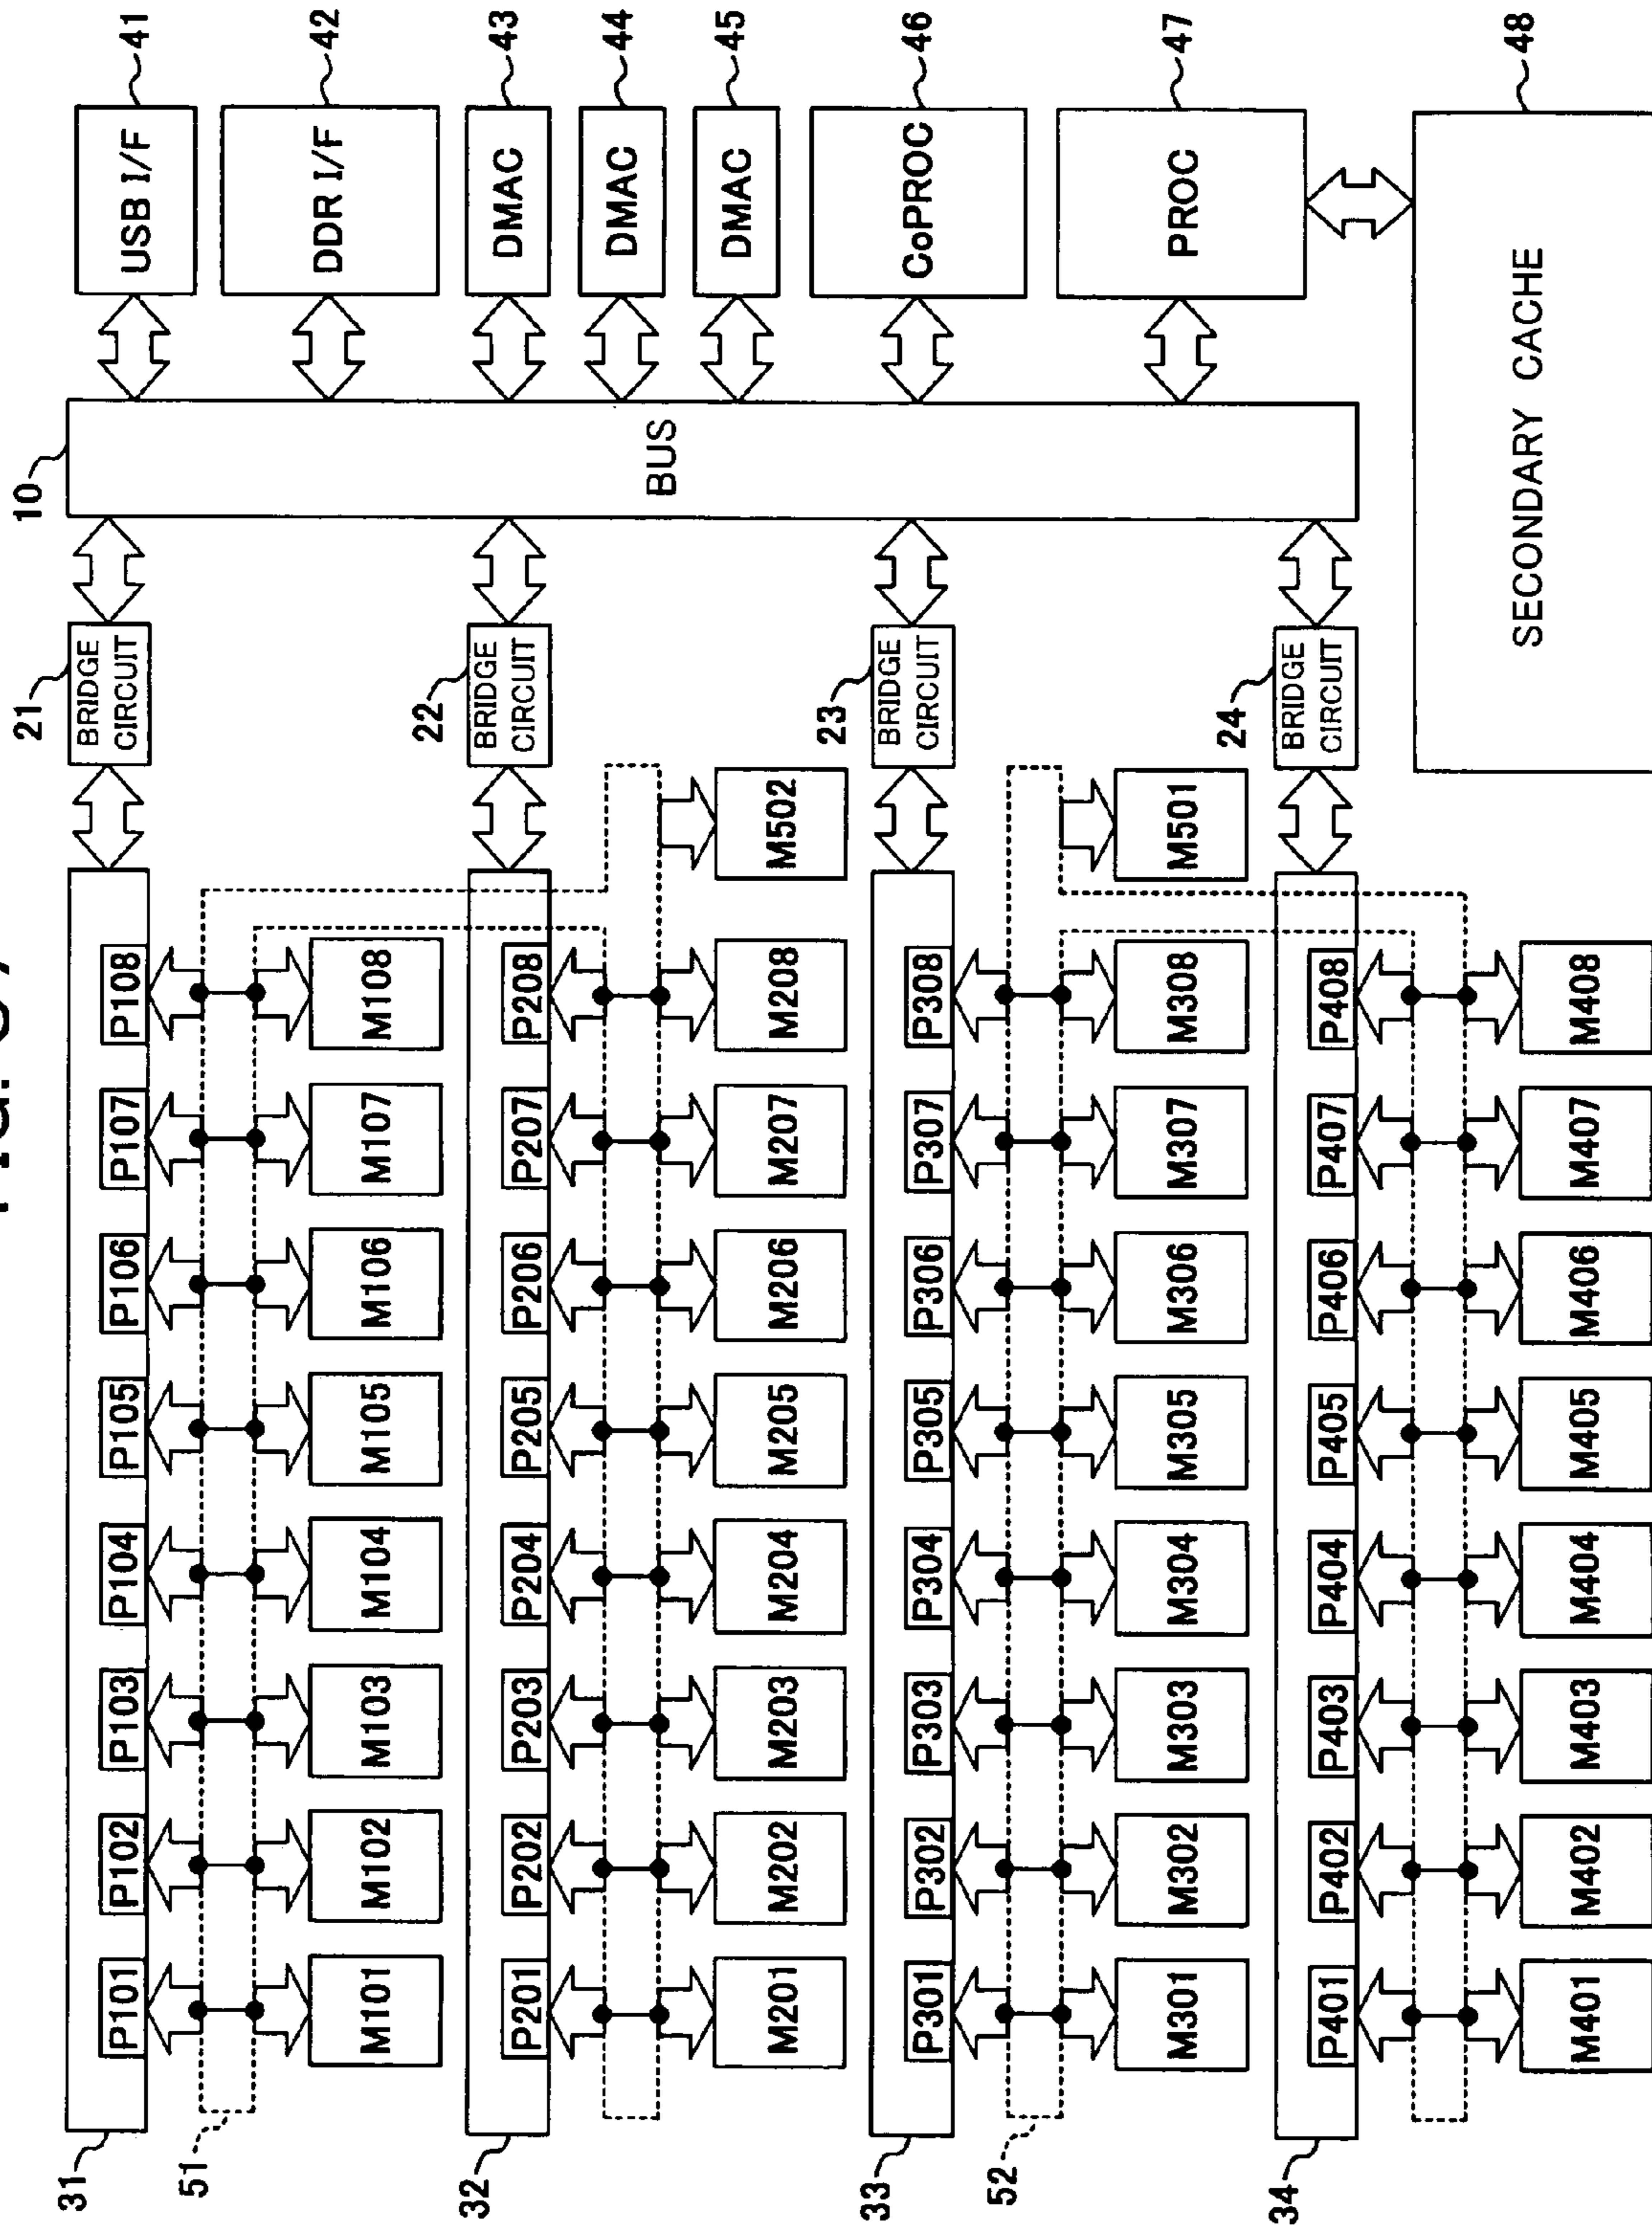 10
BUS
41
USB I/F
42
DDR I/F
43
DMAC
44
DMAC
45
DMAC
46
CoPROC
47
PROC
48
SECONDARY CACHE
21
BRIDGE
CIRCUIT
22
BRIDGE
CIRCUIT
23
BRIDGE
CIRCUIT
24
BRIDGE
CIRCUIT
31
P101 P102 P103 P104 P105 P106 P107 P108
51
M101 M102 M103 M104 M105 M106 M107 M108
32
P201 P202 P203 P204 P205 P206 P207 P208
M201 M202 M203 M204 M205 M206 M207 M208 M502
33
P301 P302 P303 P304 P305 P306 P307 P308
52
M301 M302 M303 M304 M305 M306 M307 M308 M501
34
P401 P402 P403 P404 P405 P406 P407 P408
M401 M402 M403 M404 M405 M406 M407 M408